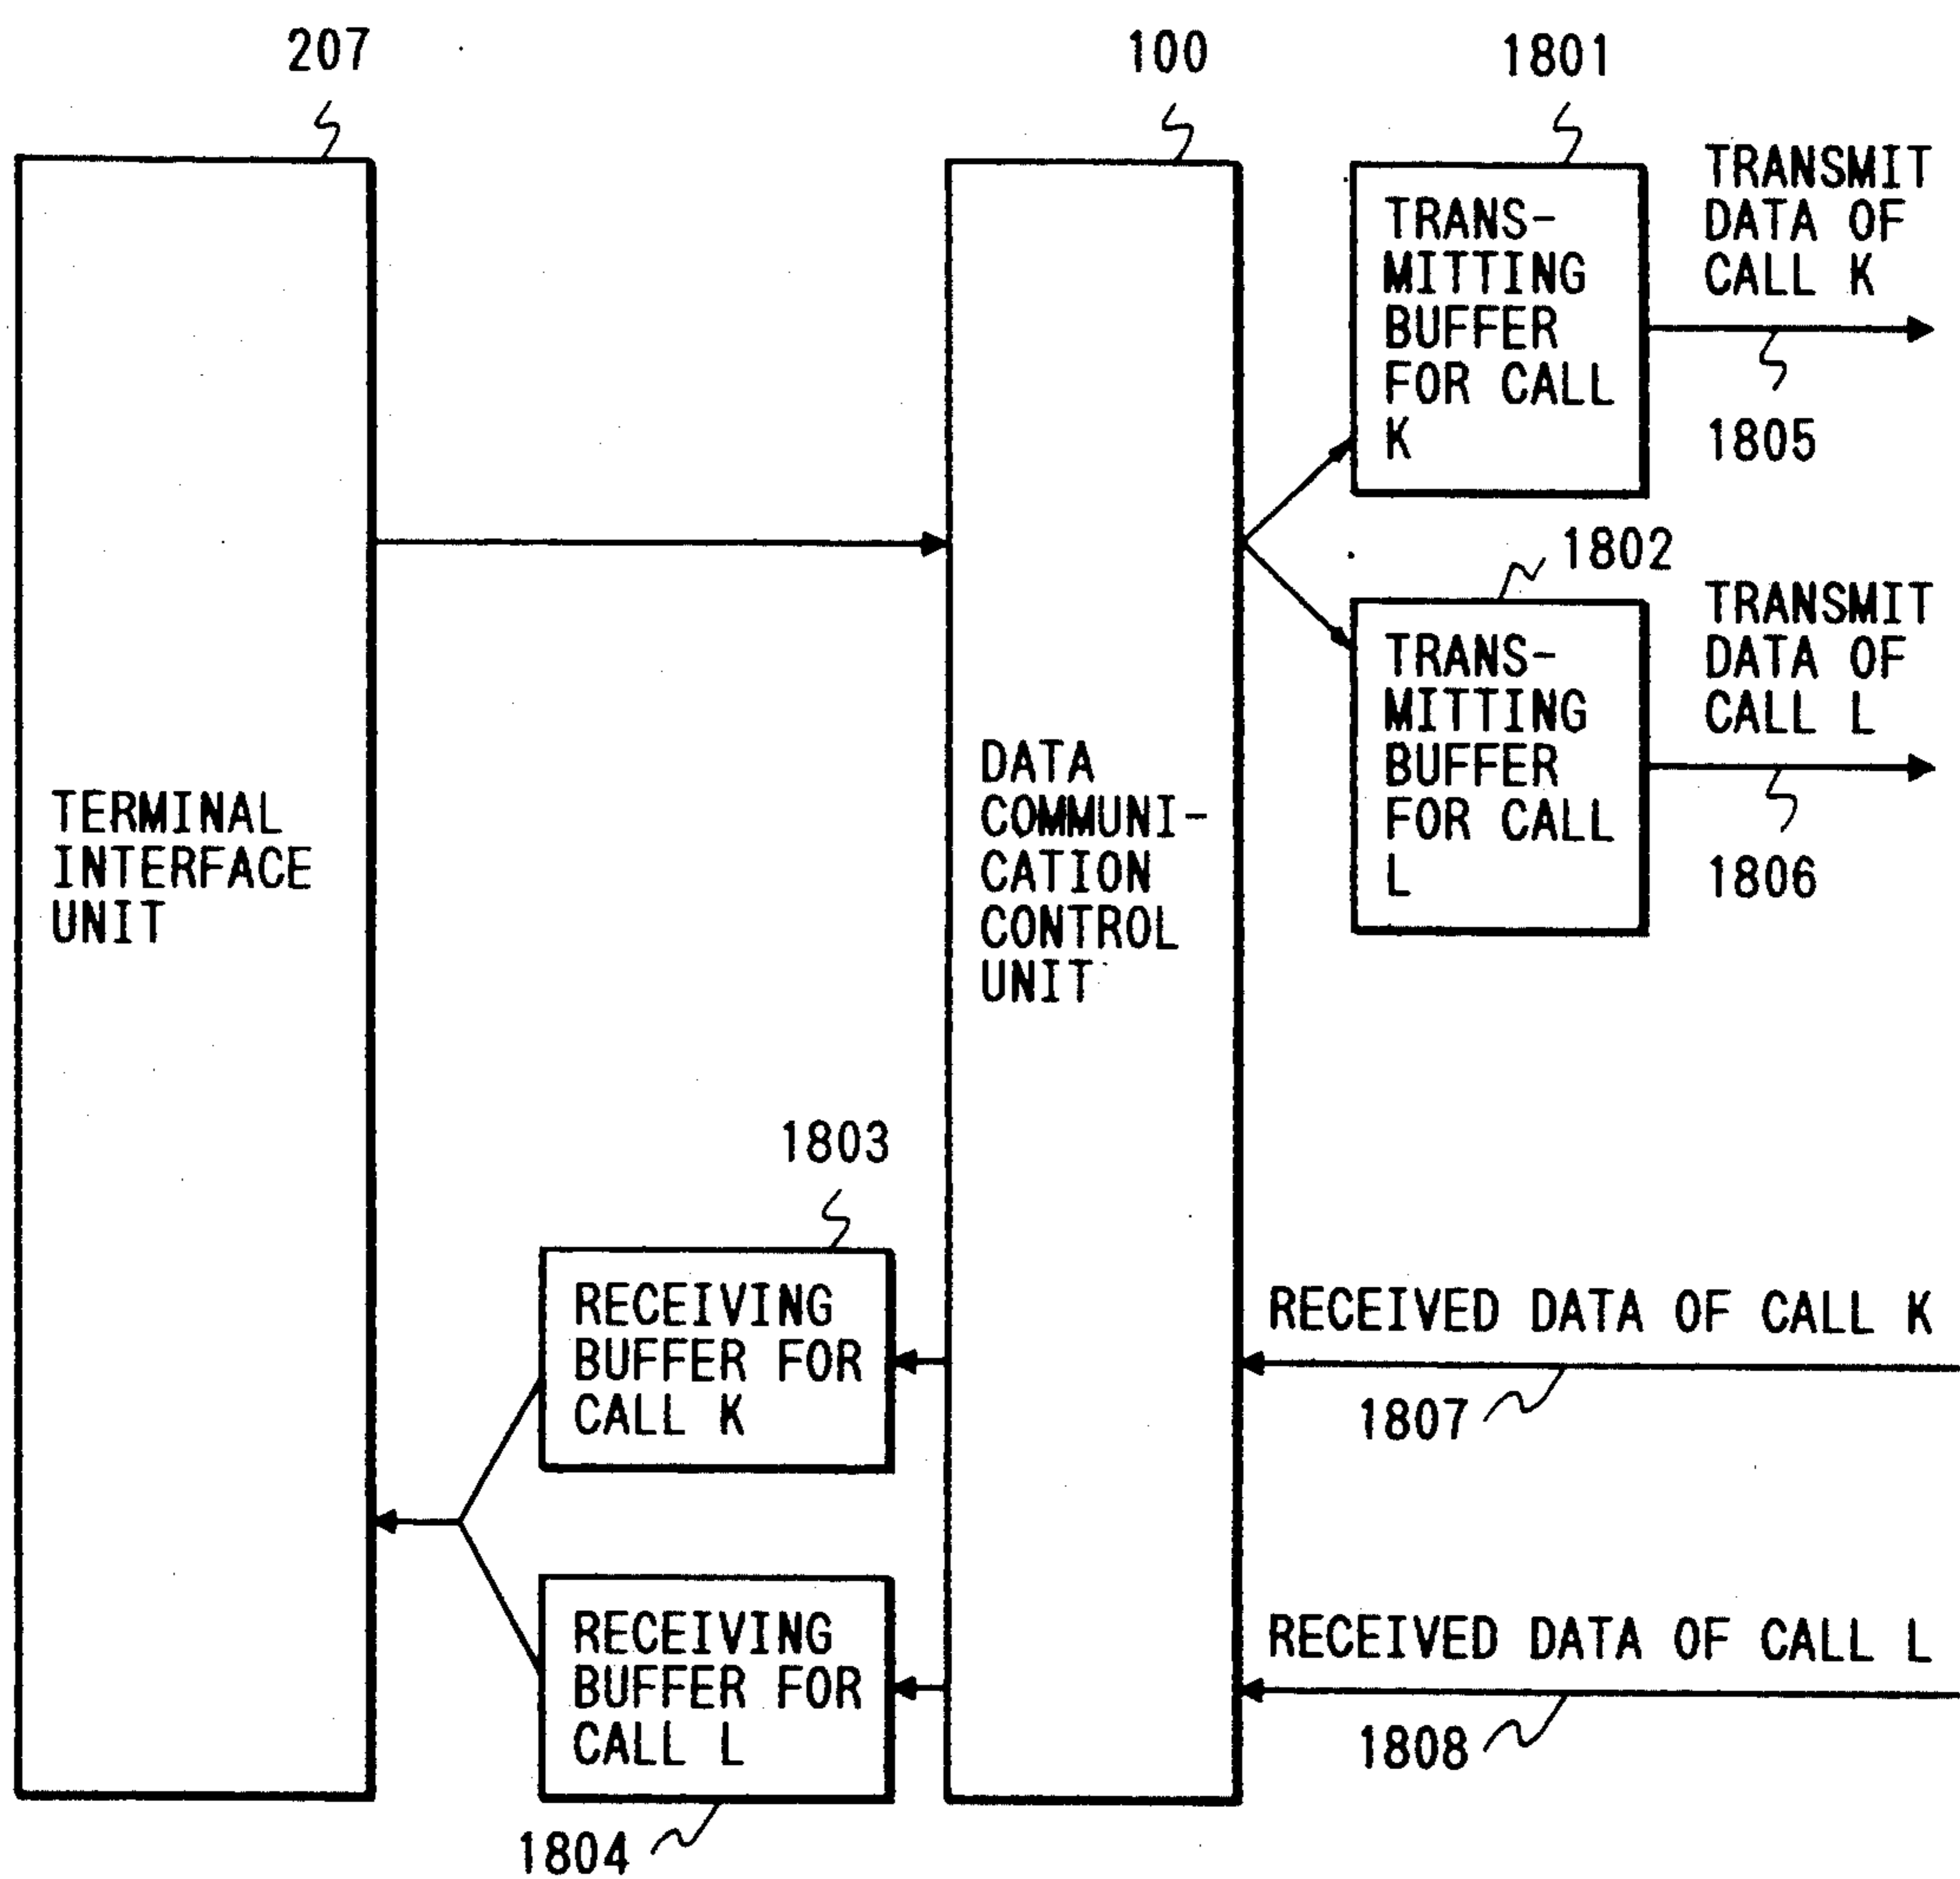 207
100
1801
TRANS-
MITTING
BUFFER
FOR CALL
K
TRANSMIT
DATA OF
CALL K
1805
1802
TRANS-
MITTING
BUFFER
FOR CALL
L
TRANSMIT
DATA OF
CALL L
1806
TERMINAL
INTERFACE
UNIT
DATA
COMMUNI-
CATION
CONTROL
UNIT
1803
RECEIVING
BUFFER FOR
CALL K
RECEIVED DATA OF CALL K
1807
RECEIVING
BUFFER FOR
CALL L
RECEIVED DATA OF CALL L
1808
1804